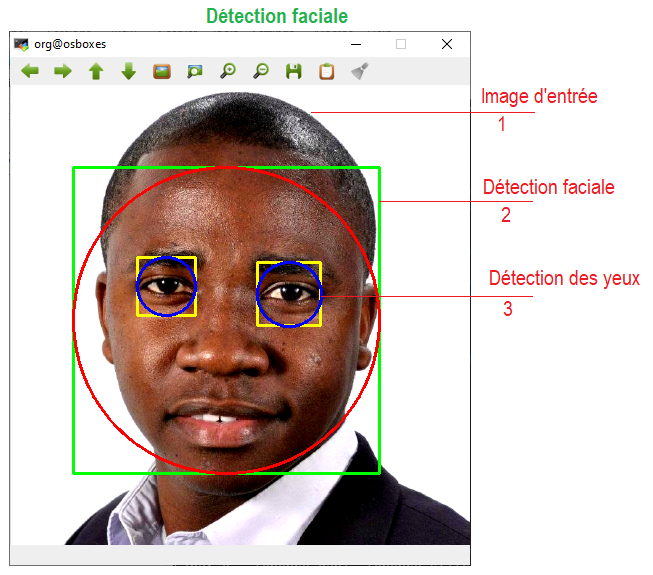 Détection faciale
org@osboxes
Image d'entrée
1
Détection faciale
2
Détection des yeux
3